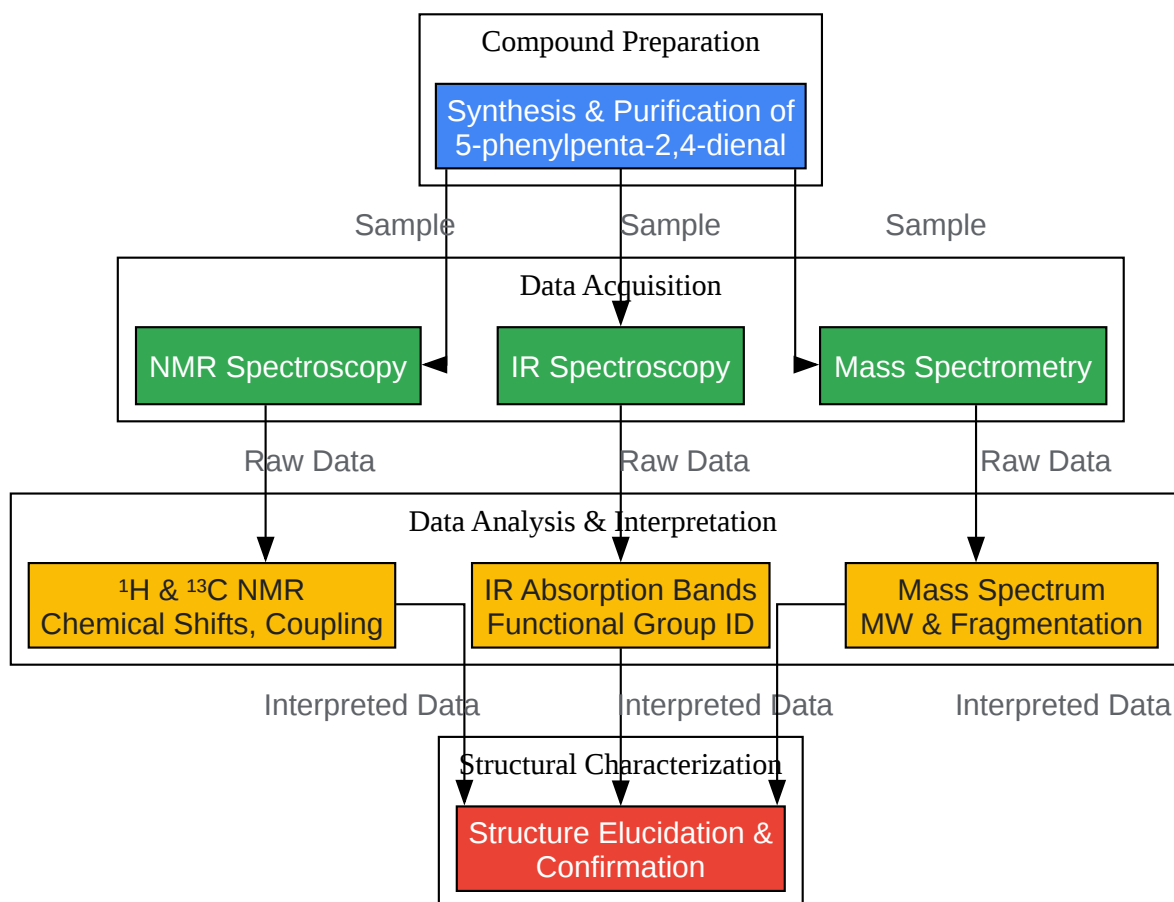 Compound Preparation
Synthesis & Purification of
5-phenylpenta-2,4-dienal
Sample
Sample
Sample
Data Acquisition
NMR Spectroscopy
IR Spectroscopy
Mass Spectrometry
Raw Data
Raw Data
Raw Data
Data Analysis & Interpretation
¹H & ¹³C NMR
Chemical Shifts, Coupling
IR Absorption Bands
Functional Group ID
Mass Spectrum
MW & Fragmentation
Interpreted Data
Interpreted Data
Interpreted Data
Structural Characterization
Structure Elucidation &
Confirmation